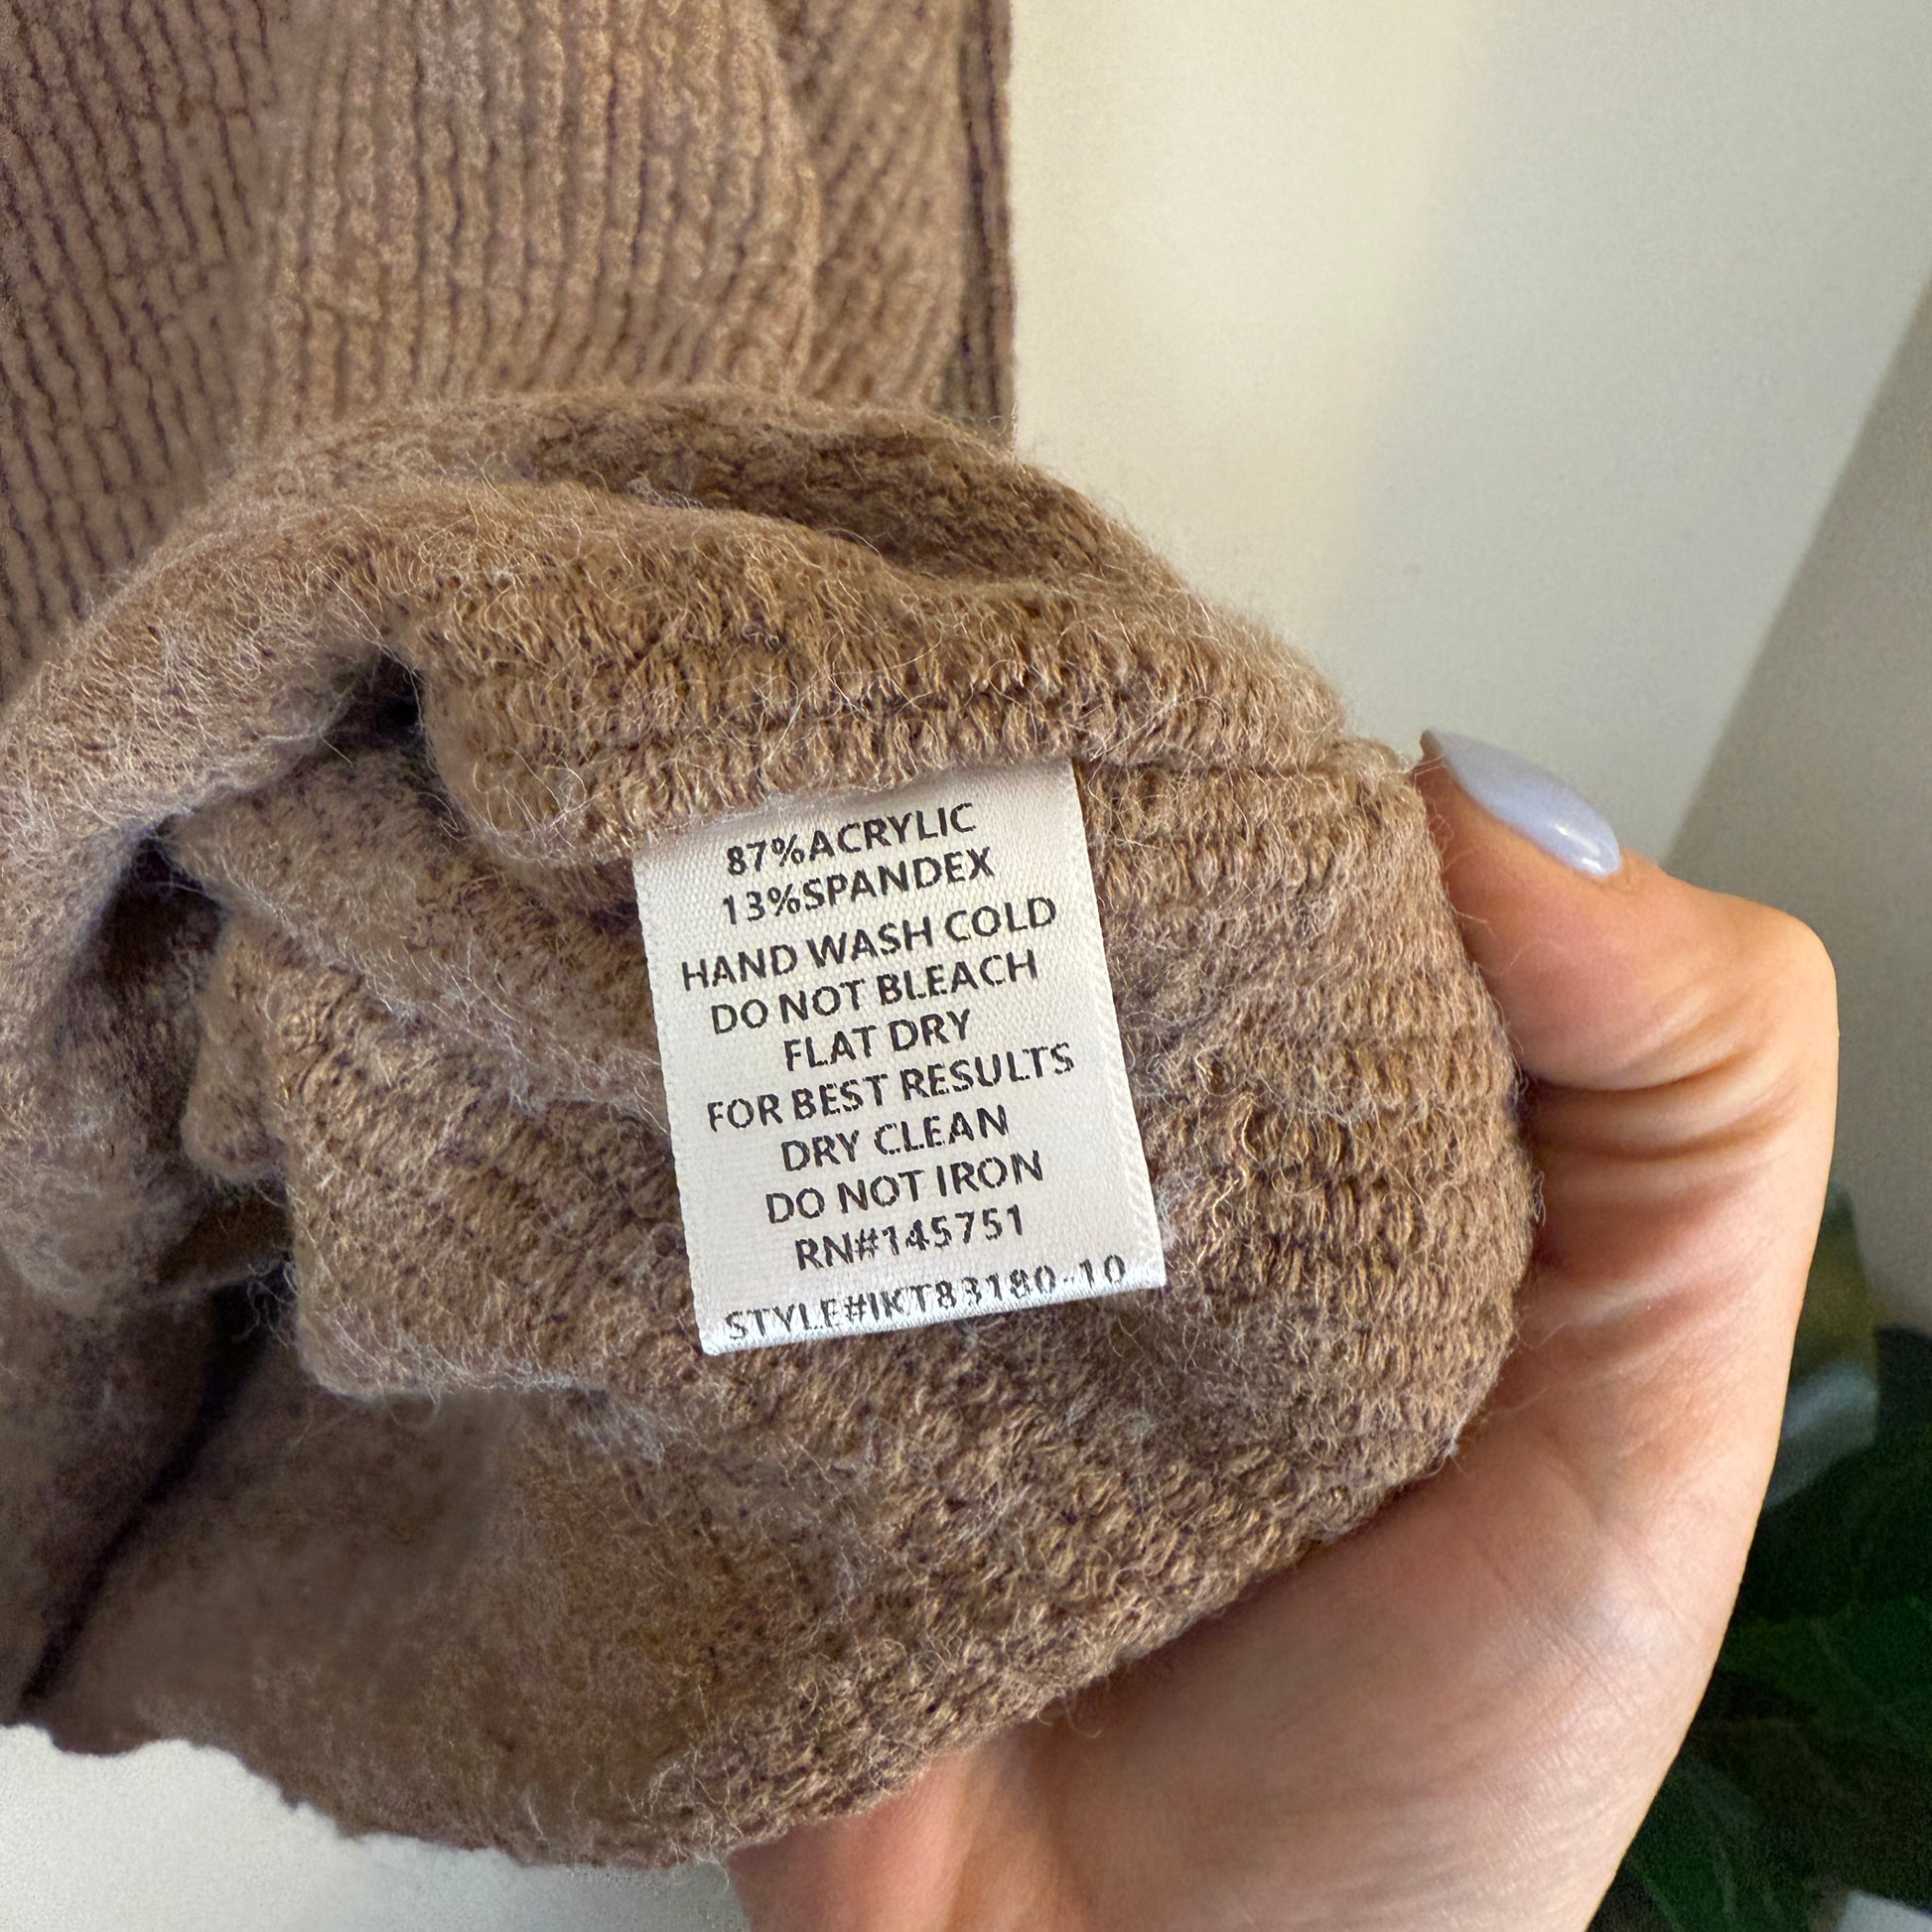 87%ACRYLIC
13%SPANDEX
HAND WASH COLD
DO NOT BLEACH
FLAT DRY
FOR BEST RESULTS
DRY CLEAN
DO NOT IRON
RN#145751
STYLE#IKT83180-10